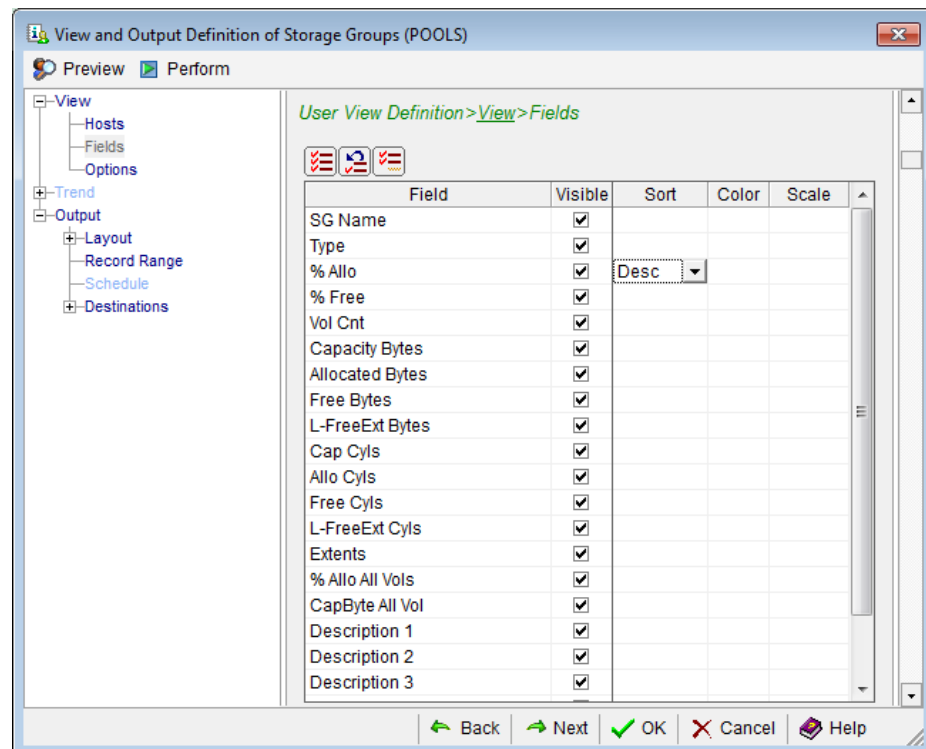 View and Output Definition of Storage Groups (POOLS)
Preview Perform
View
Hosts
Fields
Options
Trend
Output
Layout
Record Range
Schedule
Destinations
User View Definition>View>Fields
Field Visible Sort Color Scale
SG Name
Type
% Allo Desc
% Free
Vol Cnt
Capacity Bytes
Allocated Bytes
Free Bytes
L-FreeExt Bytes
Cap Cyls
Allo Cyls
Free Cyls
L-FreeExt Cyls
Extents
% Allo All Vols
CapByte All Vol
Description 1
Description 2
Description 3
Back Next OK Cancel Help